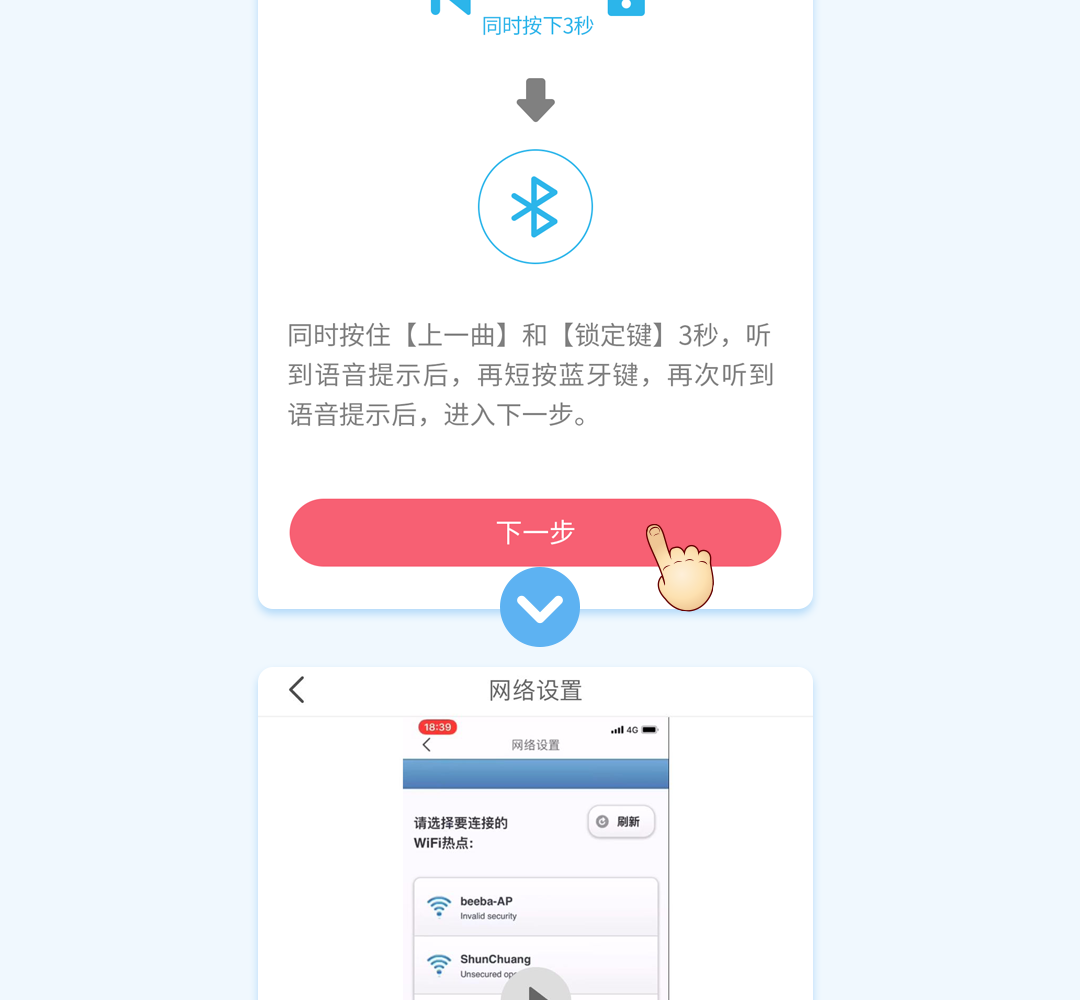 同时按下3秒
同时按住【上一曲】和【锁定键】3秒，听
到语音提示后，再短按蓝牙键，再次听到
语音提示后，进入下一步。
下一步
网络设置
18:39
4G
网络设置
请选择要连接的
WiFi热点:
刷新
beeba-AP
Invalid security
ShunChuang
Unsecured